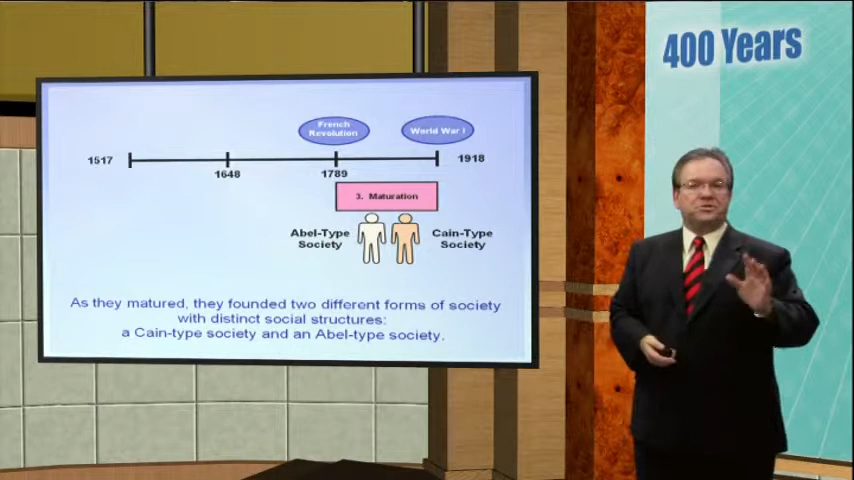 400 Years
French
Revolution
World War I
1517
1918
1648
1789
3. Maturation
Abel-Type
Society
Cain-Type
Society
As they matured, they founded two different forms of society
with distinct social structures:
a Cain-type society and an Abel-type society.